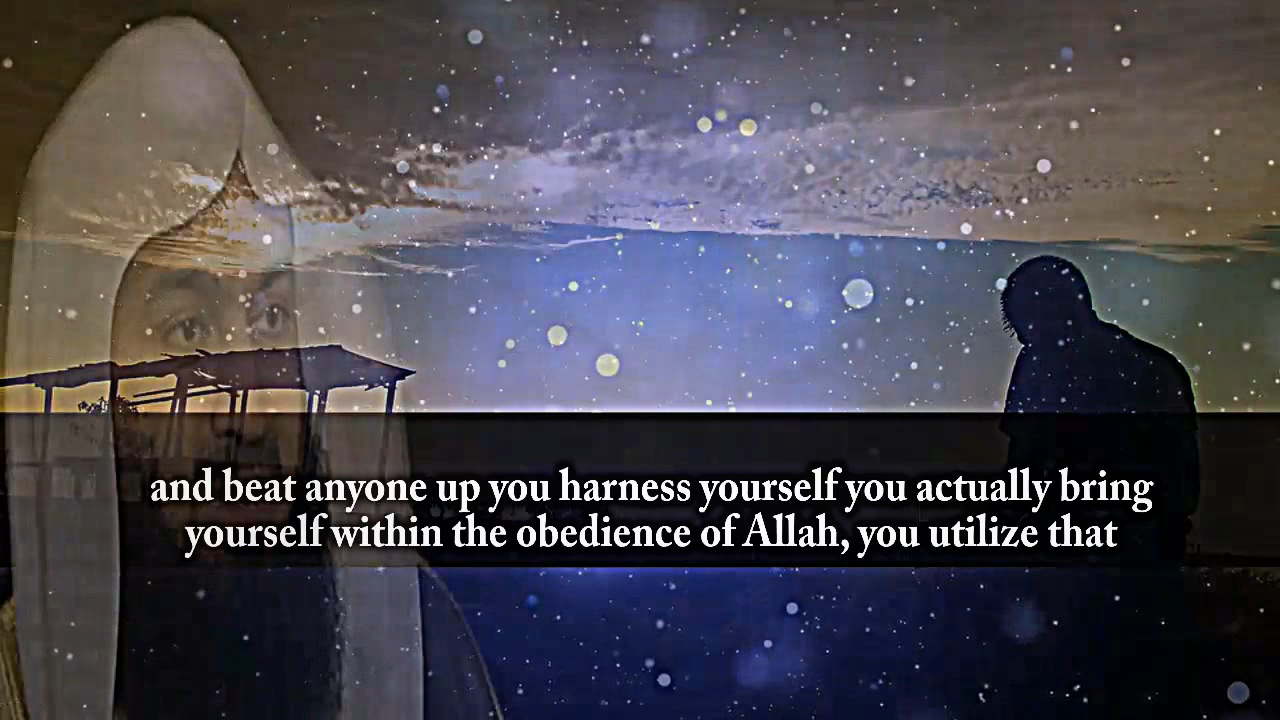 and beat anyone up you harness yourself you actually bring
yourself within the obedience of Allah, you utilize that